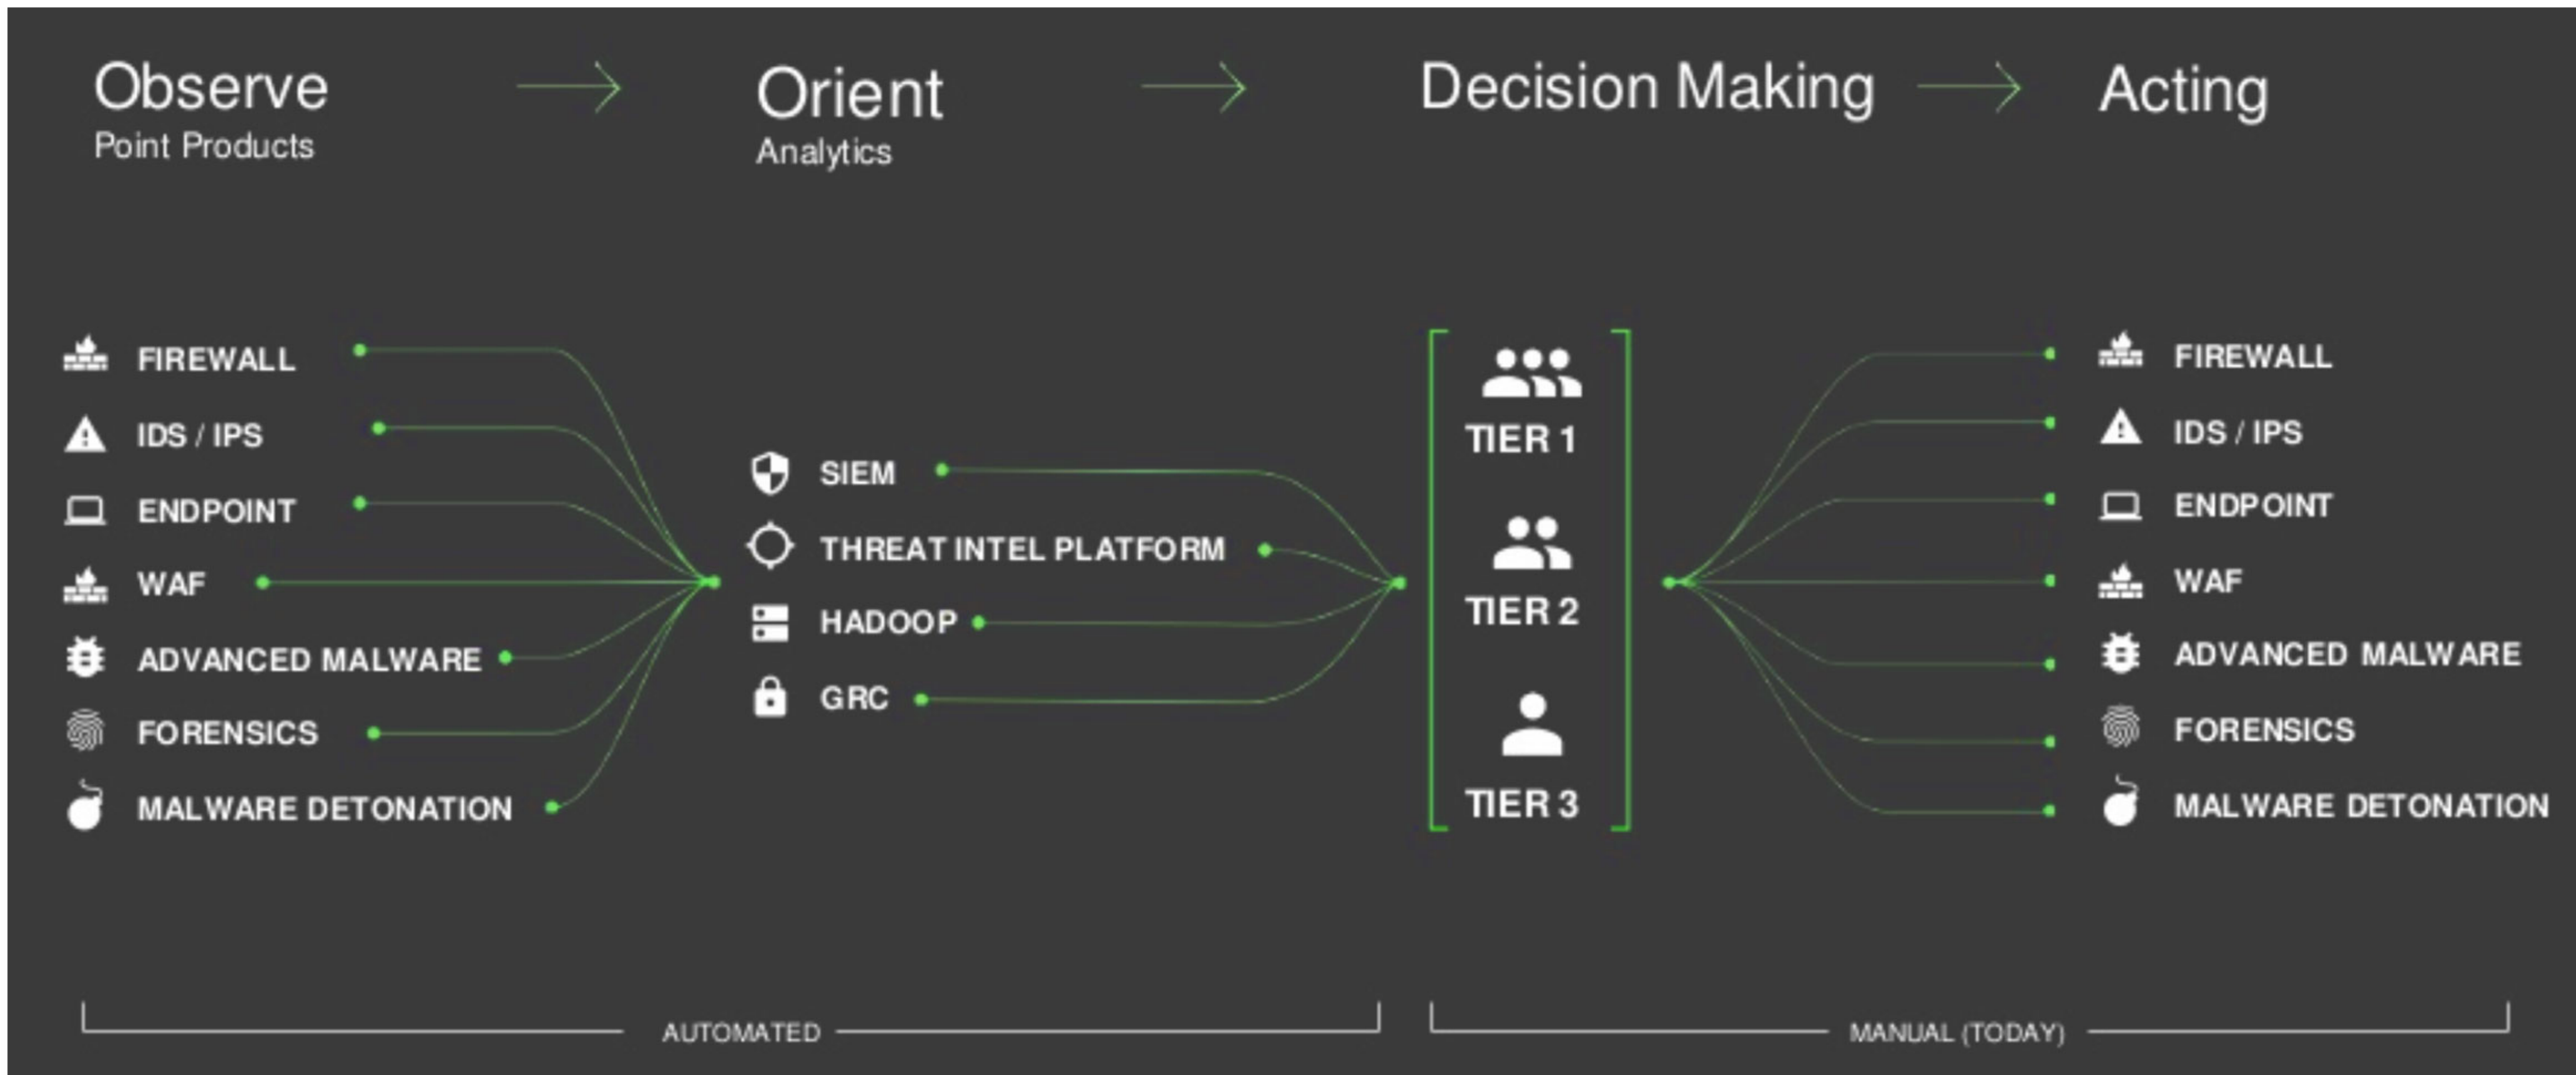 Observe
Point Products
Orient
Analytics
Decision Making
Acting
FIREWALL
IDS / IPS
ENDPOINT
WAF
ADVANCED MALWARE
FORENSICS
MALWARE DETONATION
SIEM
THREAT INTEL PLATFORM
HADOOP
GRC
TIER 1
TIER 2
TIER 3
FIREWALL
IDS / IPS
ENDPOINT
WAF
ADVANCED MALWARE
FORENSICS
MALWARE DETONATION
AUTOMATED
MANUAL (TODAY)